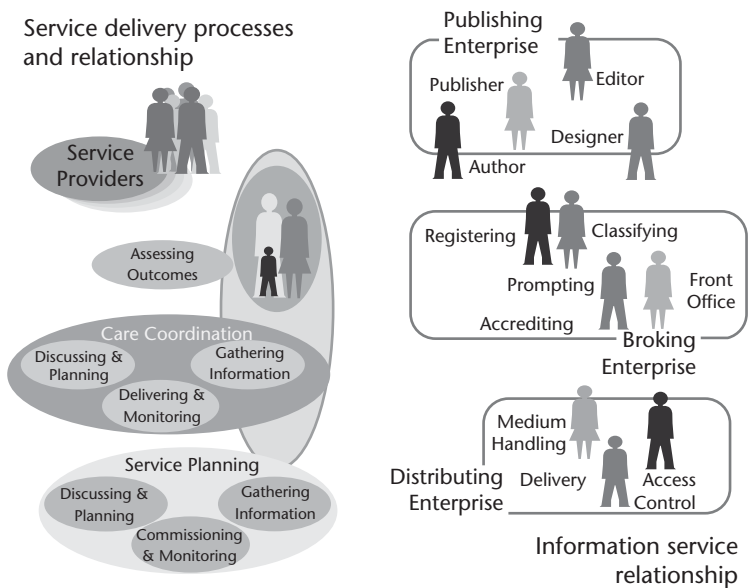 Service delivery processes
and relationship
Service
Providers
Assessing
Outcomes
Care Coordination
Discussing &
Planning
Gathering
Information
Delivering &
Monitoring
Service Planning
Discussing &
Planning
Gathering
Information
Commissioning
& Monitoring
Publishing
Enterprise
Publisher
Editor
Designer
Author
Registering
Classifying
Prompting
Front
Office
Accrediting
Broking
Enterprise
Medium
Handling
Distributing
Enterprise
Delivery
Access
Control
Information service
relationship